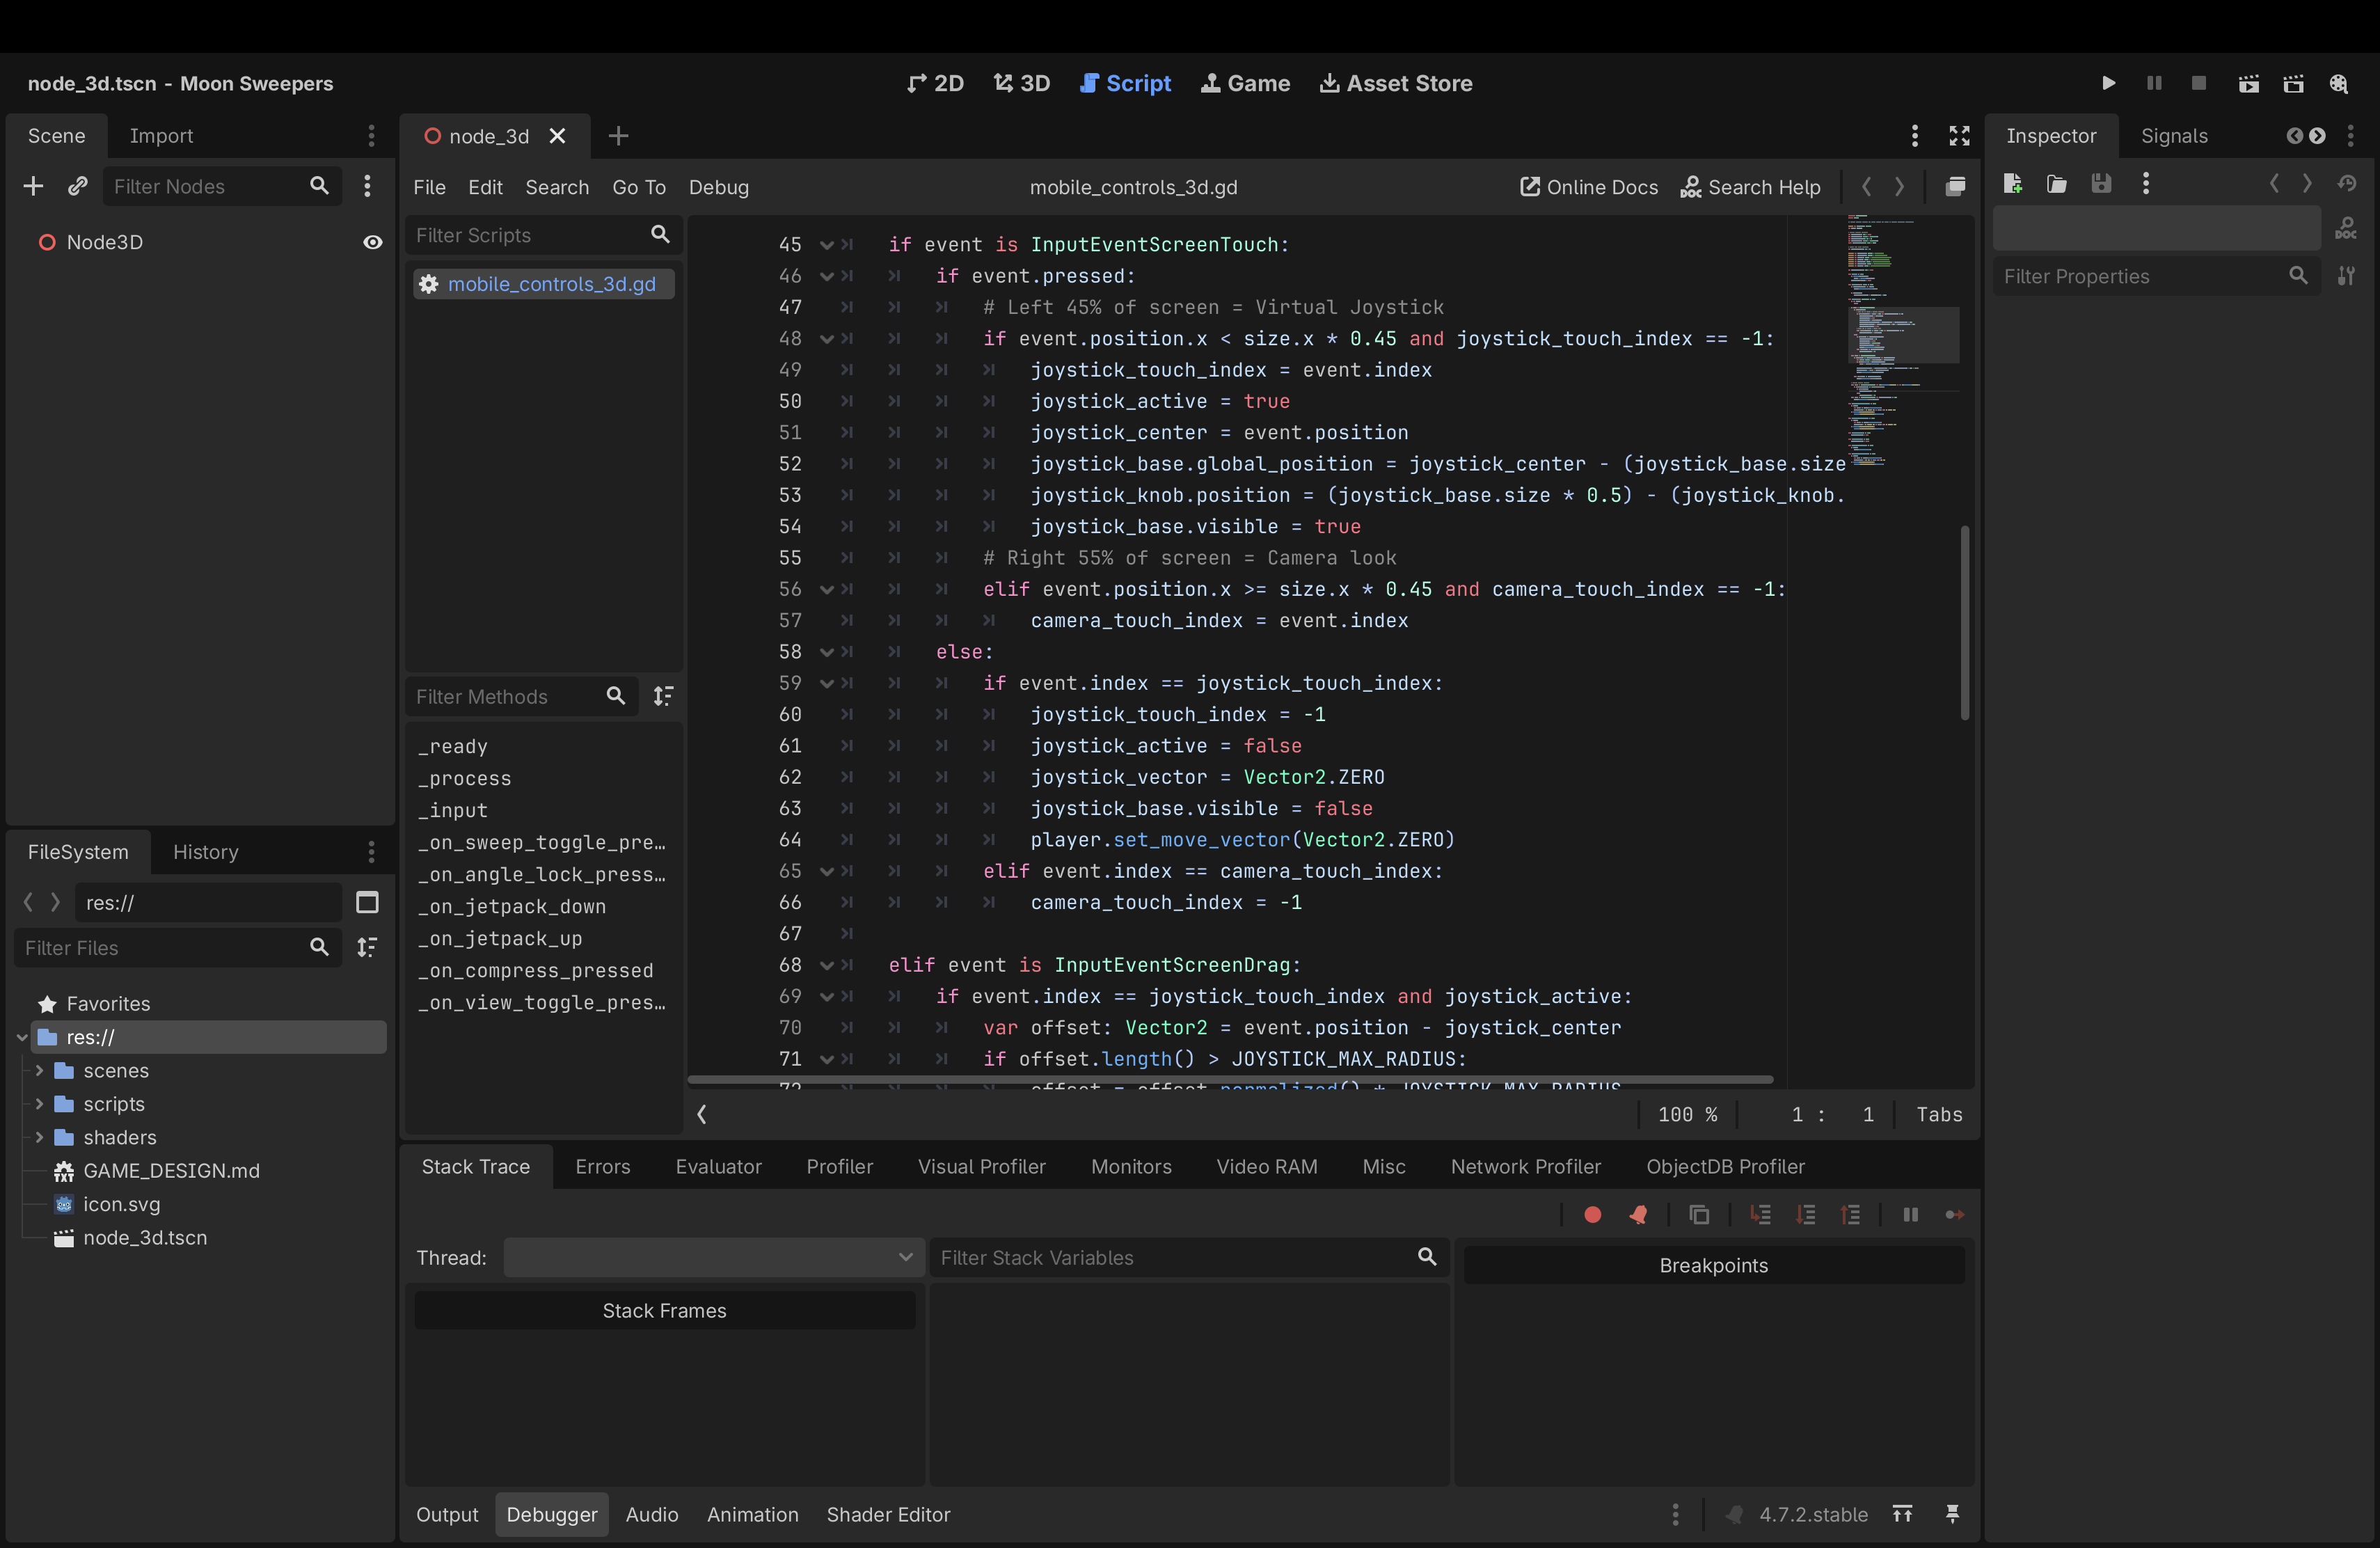 node_3d.tscn - Moon Sweepers
2D 3D Script Game Asset Store
Scene Import
Filter Nodes
Node3D
node_3d
File Edit Search Go To Debug
mobile_controls_3d.gd
Online Docs Search Help
Filter Scripts
mobile_controls_3d.gd
Filter Methods
_ready
_process
_input
_on_sweep_toggle_pre…
_on_angle_lock_press…
_on_jetpack_down
_on_jetpack_up
_on_compress_pressed
_on_view_toggle_pres…
45 if event is InputEventScreenTouch:
46 if event.pressed:
47 # Left 45% of screen = Virtual Joystick
48 if event.position.x < size.x * 0.45 and joystick_touch_index == -1:
49 joystick_touch_index = event.index
50 joystick_active = true
51 joystick_center = event.position
52 joystick_base.global_position = joystick_center - (joystick_base.size
53 joystick_knob.position = (joystick_base.size * 0.5) - (joystick_knob.
54 joystick_base.visible = true
55 # Right 55% of screen = Camera look
56 elif event.position.x >= size.x * 0.45 and camera_touch_index == -1:
57 camera_touch_index = event.index
58 else:
59 if event.index == joystick_touch_index:
60 joystick_touch_index = -1
61 joystick_active = false
62 joystick_vector = Vector2.ZERO
63 joystick_base.visible = false
64 player.set_move_vector(Vector2.ZERO)
65 elif event.index == camera_touch_index:
66 camera_touch_index = -1
67
68 elif event is InputEventScreenDrag:
69 if event.index == joystick_touch_index and joystick_active:
70 var offset: Vector2 = event.position - joystick_center
71 if offset.length() > JOYSTICK_MAX_RADIUS:
72 offset = offset.normalized() * JOYSTICK_MAX_RADIUS
100 % 1 : 1 Tabs
Inspector Signals
DOC
Filter Properties
FileSystem History
res://
Filter Files
Favorites
res://
scenes
scripts
shaders
GAME_DESIGN.md
icon.svg
node_3d.tscn
Stack Trace Errors Evaluator Profiler Visual Profiler Monitors Video RAM Misc Network Profiler ObjectDB Profiler
Thread:
Filter Stack Variables
Breakpoints
Stack Frames
Output Debugger Audio Animation Shader Editor
4.7.2.stable